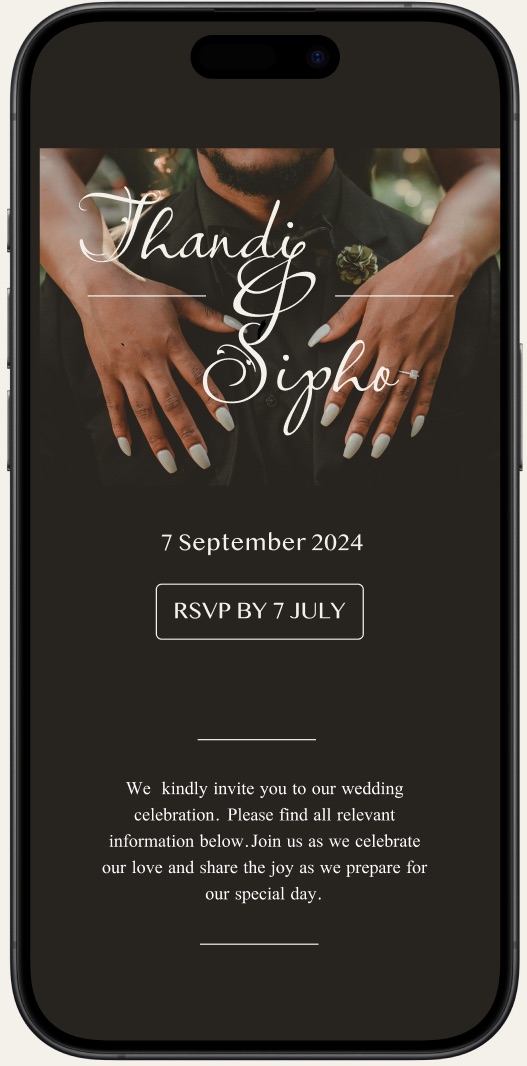 Thandi
&
Sipho
7 September 2024
RSVP BY 7 JULY
We  kindly invite you to our wedding
celebration. Please find all relevant
information below.Join us as we celebrate
our love and share the joy as we prepare for
our special day.